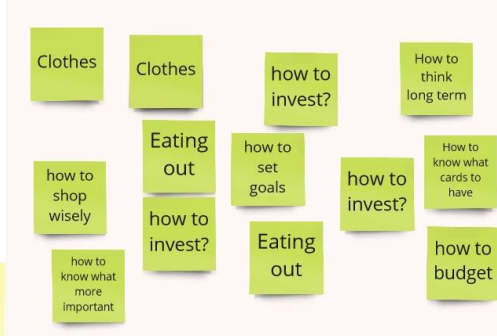 Clothes
Clothes
how to
invest?
How to
think
long term
Eating
out
how to
set
goals
How to
know what
cards to
have
how to
shop
wisely
how to
invest?
how to
invest?
Eating
out
how to
budget
how to
know what
more
important